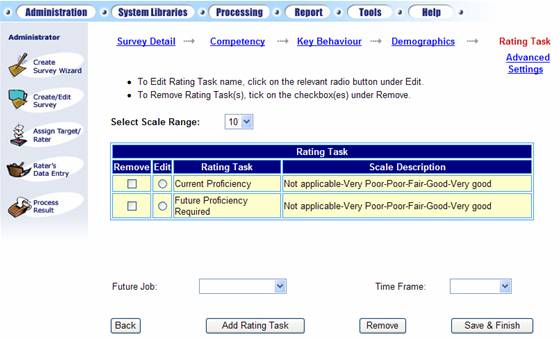 Administration System Libraries Processing Report Tools Help
Administrator
Create
Survey Wizard
Create/Edit
Survey
Assign Target/
Rater
Rater's
Data Entry
Process
Result
Survey Detail Competency Key Behaviour Demographics Rating Task
Advanced
Settings
To Edit Rating Task name, click on the relevant radio button under Edit.
To Remove Rating Task(s), tick on the checkbox(es) under Remove.
Select Scale Range: 10
Rating Task
Remove Edit Rating Task Scale Description
Current Proficiency Not applicable-Very Poor-Poor-Fair-Good-Very good
Future Proficiency
Required Not applicable-Very Poor-Poor-Fair-Good-Very good
Future Job: Time Frame:
Back Add Rating Task Remove Save & Finish